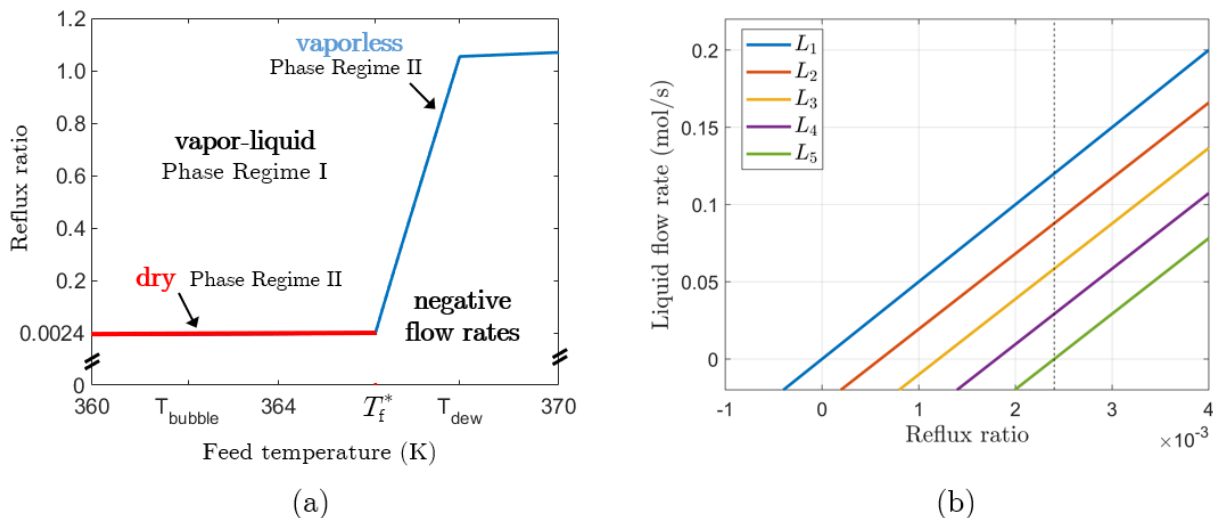 1.2
1.0
0.8
0.6
0.4
0.2
0.0024
0
Reflux ratio
vaporless
Phase Regime II
vapor-liquid
Phase Regime I
dry Phase Regime II
negative
flow rates
360 T_bubble 364 T_f^* T_dew 370
Feed temperature (K)
(a)
L_1
L_2
L_3
L_4
L_5
0.2
0.15
0.1
0.05
0
Liquid flow rate (mol/s)
-1 0 1 2 3 4
Reflux ratio ×10^-3
(b)